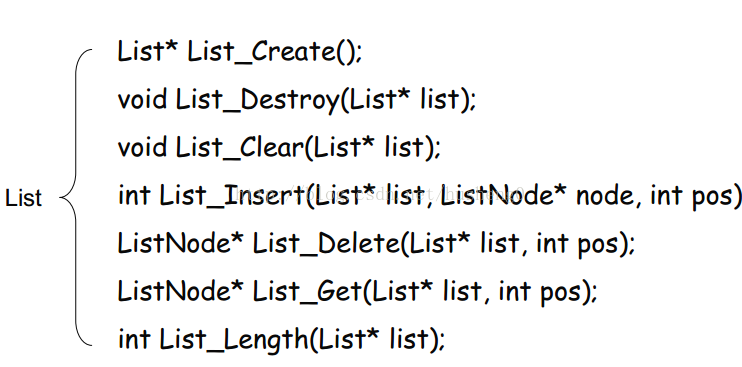 List* List_Create();
void List_Destroy(List* list);
void List_Clear(List* list);
List
int List_Insert(List* list, ListNode* node, int pos)
ListNode* List_Delete(List* list, int pos);
ListNode* List_Get(List* list, int pos);
int List_Length(List* list);